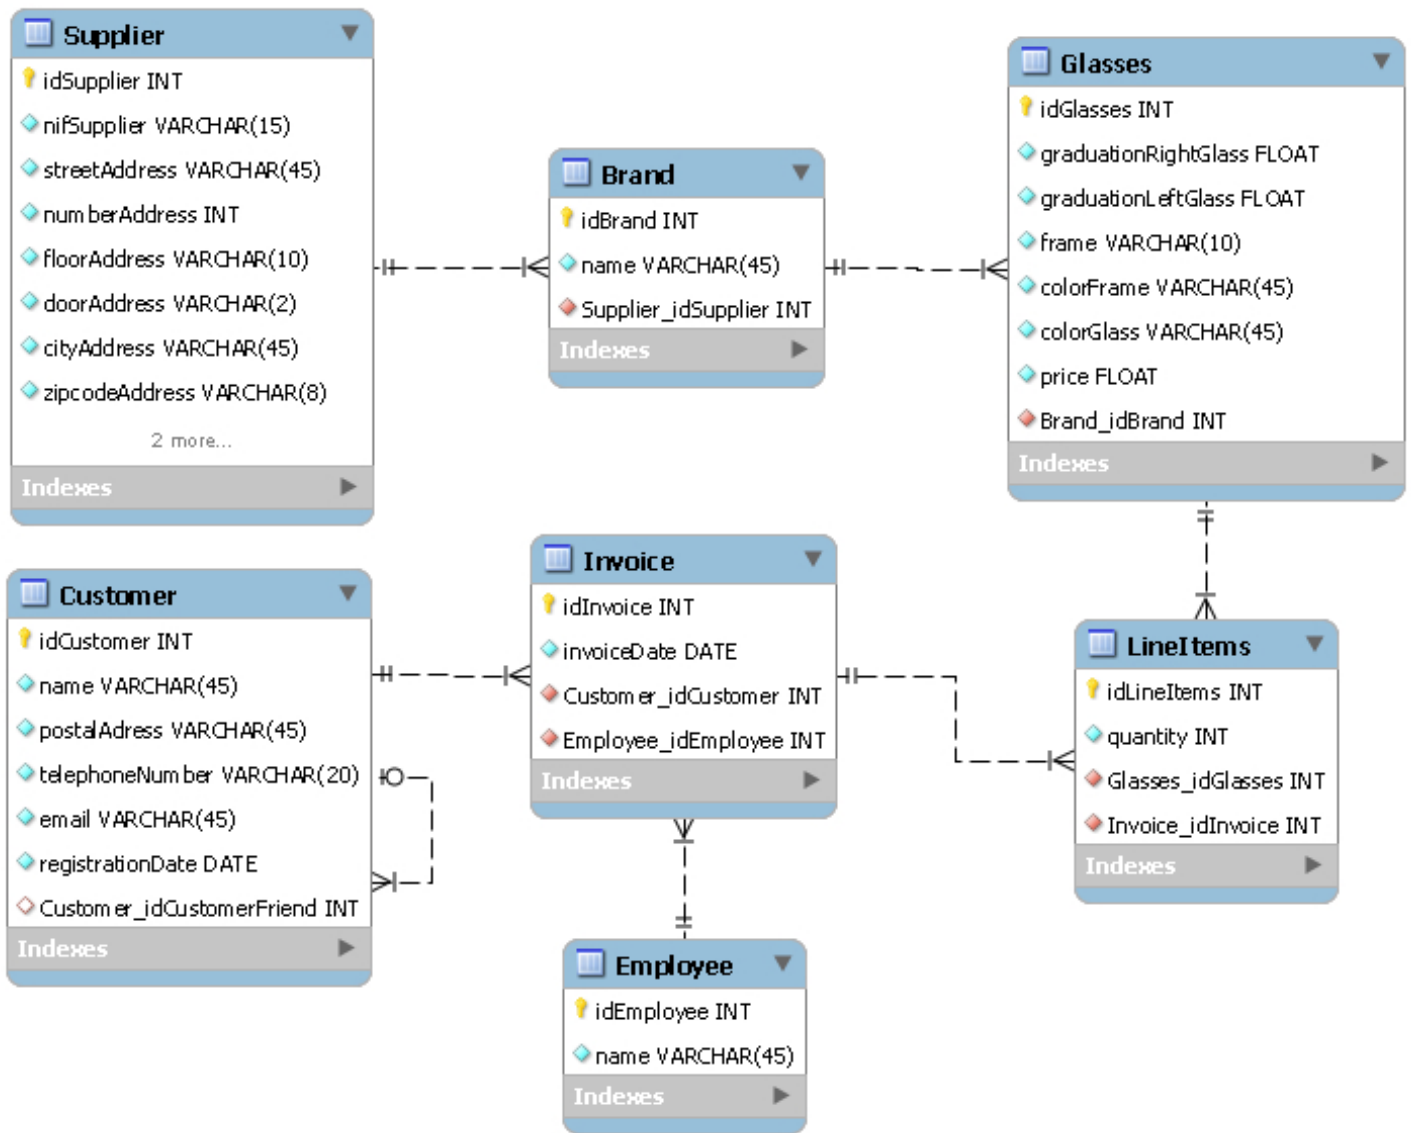 Supplier
idSupplier INT
nifSupplier VARCHAR(15)
streetAddress VARCHAR(45)
numberAddress INT
floorAddress VARCHAR(10)
doorAddress VARCHAR(2)
cityAddress VARCHAR(45)
zipcodeAddress VARCHAR(8)
2 more...
Indexes
Brand
idBrand INT
name VARCHAR(45)
Supplier_idSupplier INT
Indexes
Glasses
idGlasses INT
graduationRightGlass FLOAT
graduationLeftGlass FLOAT
frame VARCHAR(10)
colorFrame VARCHAR(45)
colorGlass VARCHAR(45)
price FLOAT
Brand_idBrand INT
Indexes
Customer
idCustomer INT
name VARCHAR(45)
postalAdress VARCHAR(45)
telephoneNumber VARCHAR(20)
email VARCHAR(45)
registrationDate DATE
Customer_idCustomerFriend INT
Indexes
Invoice
idInvoice INT
invoiceDate DATE
Customer_idCustomer INT
Employee_idEmployee INT
Indexes
LineItems
idLineItems INT
quantity INT
Glasses_idGlasses INT
Invoice_idInvoice INT
Indexes
Employee
idEmployee INT
name VARCHAR(45)
Indexes